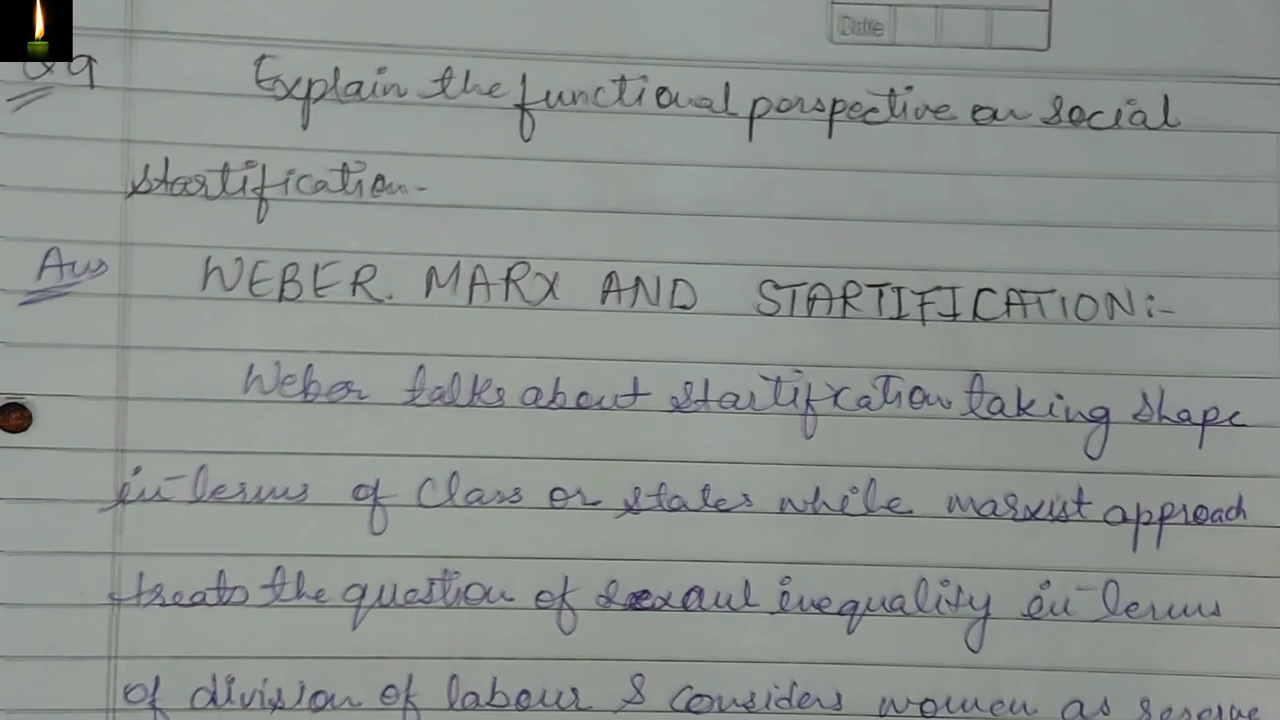 Date
Q9 Explain the functional perspective on Social
startification-
Ans WEBER. MARX AND STARTIFICATION:-
Weber talks about startification taking shape
in terms of Class or states while marxist approach
treats the question of sexaul inequality in terms
of division of labour & considers women as reserve